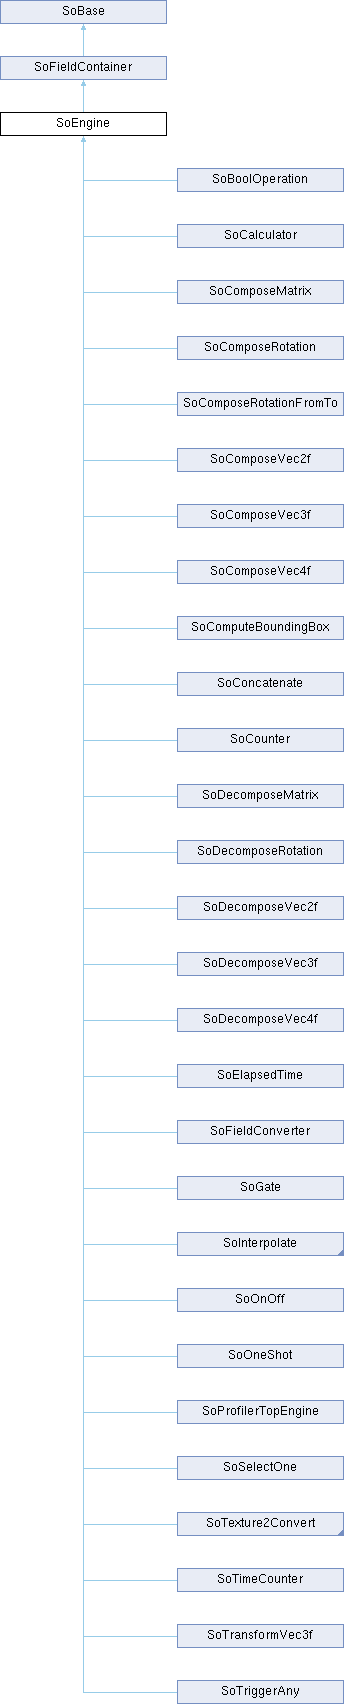 SoBase
SoFieldContainer
SoEngine
SoBoolOperation
SoCalculator
SoComposeMatrix
SoComposeRotation
SoComposeRotationFromTo
SoComposeVec2f
SoComposeVec3f
SoComposeVec4f
SoComputeBoundingBox
SoConcatenate
SoCounter
SoDecomposeMatrix
SoDecomposeRotation
SoDecomposeVec2f
SoDecomposeVec3f
SoDecomposeVec4f
SoElapsedTime
SoFieldConverter
SoGate
SoInterpolate
SoOnOff
SoOneShot
SoProfilerTopEngine
SoSelectOne
SoTexture2Convert
SoTimeCounter
SoTransformVec3f
SoTriggerAny